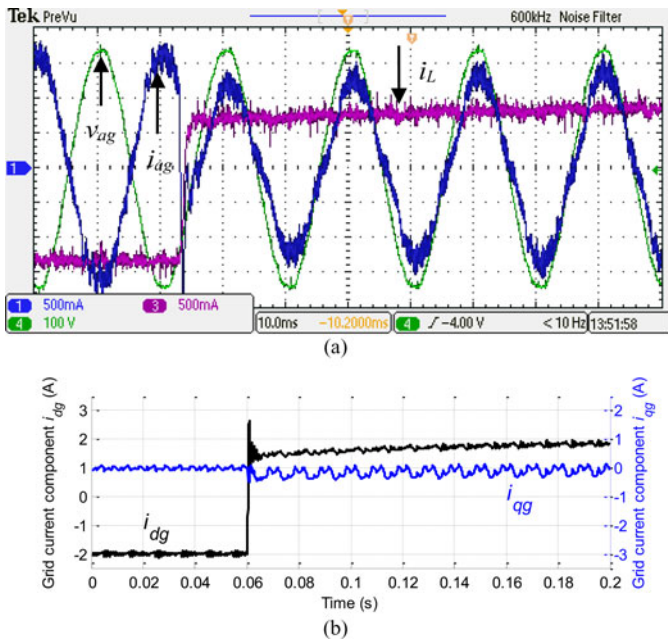 Tek PreVu 600kHz Noise Filter
T
T
i_L
v_ag
i_ag
1
1 500mA 3 500mA
4 100 V
10.0ms −10.2000ms 4 ∫ −4.00 V < 10 Hz 13:51:58
(a)
Grid current component i_dg (A)
3
2
1
0
-1
-2
i_dg
i_qg
2
1
0
-1
-2
-3
Grid current component i_qg (A)
0 0.02 0.04 0.06 0.08 0.1 0.12 0.14 0.16 0.18 0.2
Time (s)
(b)